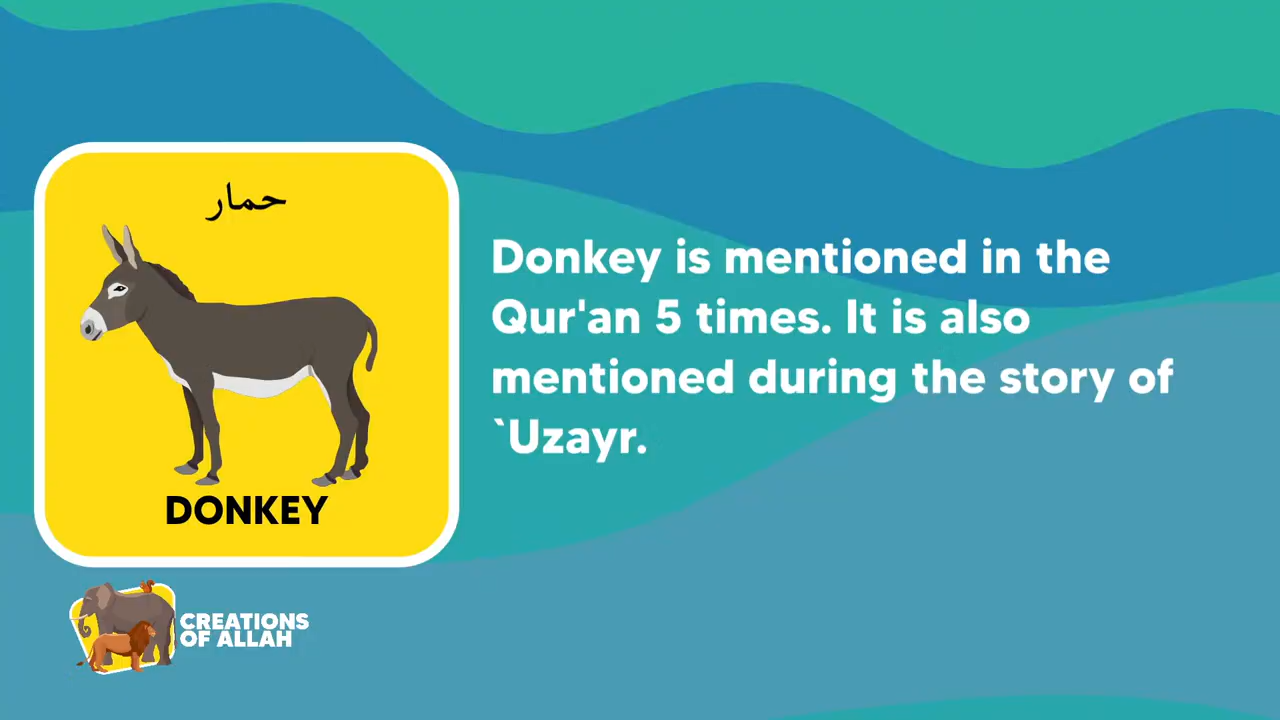 حمار
DONKEY
Donkey is mentioned in the
Qur'an 5 times. It is also
mentioned during the story of
`Uzayr.
CREATIONS
OF ALLAH